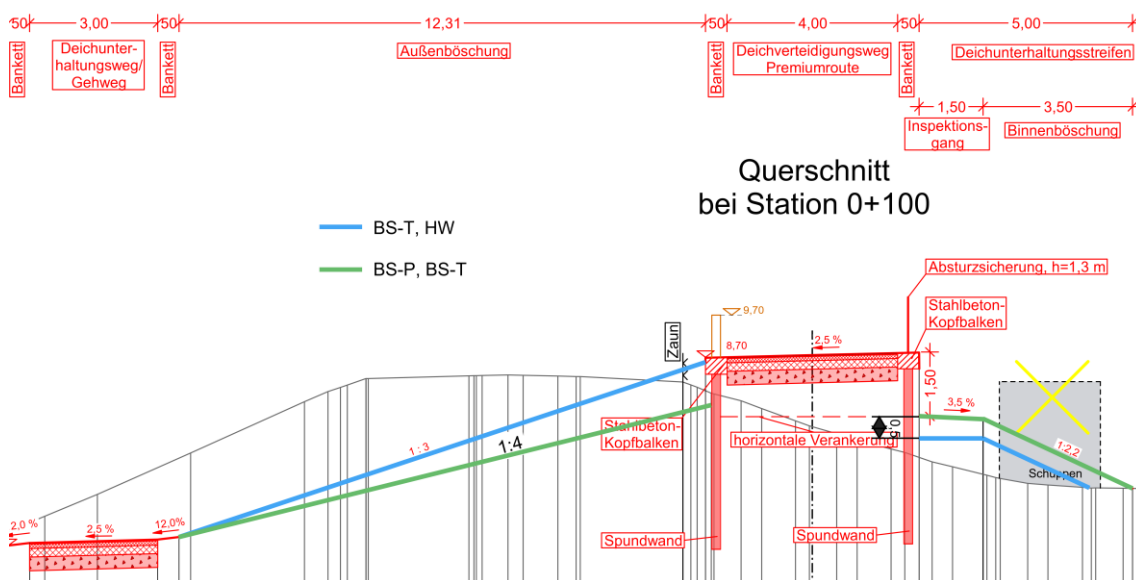 50
3,00
50
12,31
50
4,00
50
5,00
Bankett
Deichunter-
haltungsweg/
Gehweg
Bankett
Außenböschung
Bankett
Deichverteidigungsweg
Premiumroute
Bankett
Deichunterhaltungsstreifen
1,50
3,50
Inspektions-
gang
Binnenböschung
Querschnitt
bei Station 0+100
BS-T, HW
BS-P, BS-T
Absturzsicherung, h=1,3 m
Stahlbeton-
Kopfbalken
9,70
Zaun
8,70
2,5 %
1,50
3,5 %
Stahlbeton-
Kopfbalken
horizontale Verankerung
0,5
1:3
1:4
1:2,2
Schuppen
2,0 %
2,5 %
12,0%
Spundwand
Spundwand